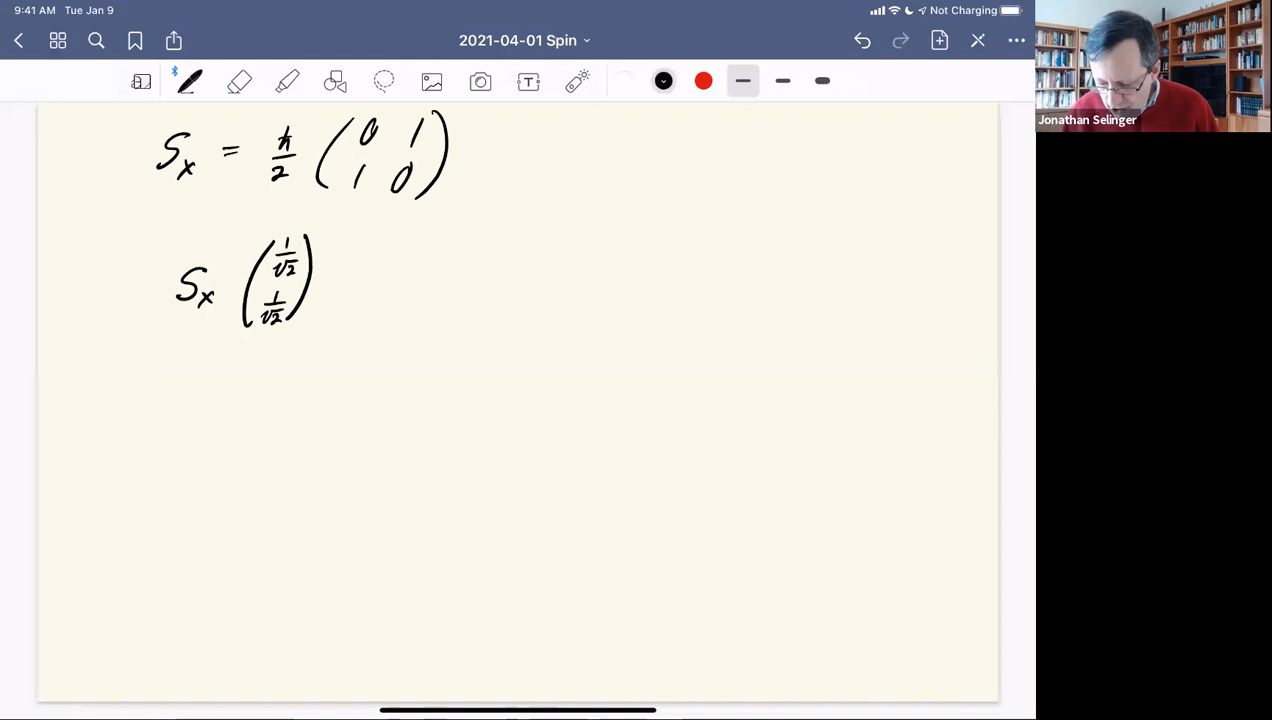 9:41 AM Tue Jan 9
Not Charging
2021-04-01 Spin
T
Jonathan Selinger
S_x = ħ/2 (0 1
1 0)
S_x (1/√2
1/√2)